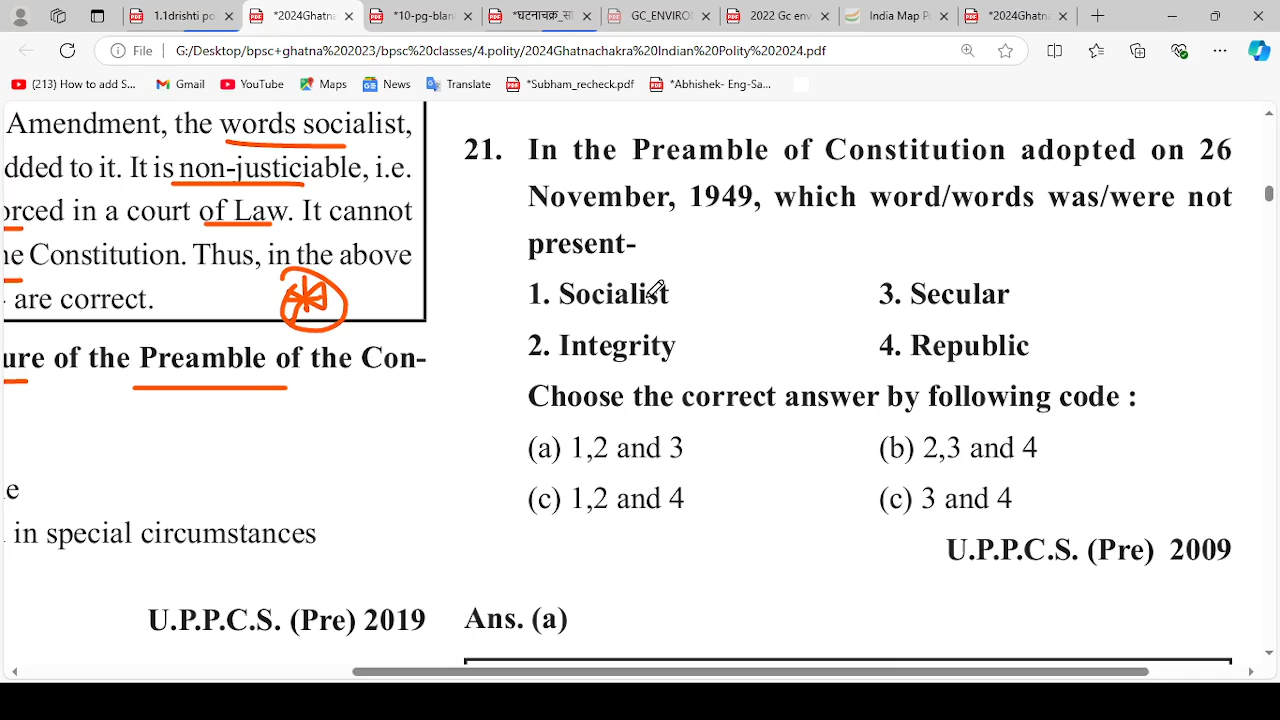 1.1drishti po
*2024Ghatna
*10-pg-blan
*घटनाचक्र_सा
GC_ENVIRON
2022 Gc env
India Map Po
*2024Ghatna
File
G:/Desktop/bpsc+ghatna%202023/bpsc%20classes/4.polity/2024Ghatnachakra%20Indian%20Polity%202024.pdf
(213) How to add S...
Gmail
YouTube
Maps
News
Translate
*Subham_recheck.pdf
*Abhishek- Eng-Sa...
Amendment, the words socialist,
dded to it. It is non-justiciable, i.e.
orced in a court of Law. It cannot
ne Constitution. Thus, in the above
are correct.
ure of the Preamble of the Con-
e
in special circumstances
U.P.P.C.S. (Pre) 2019
21. In the Preamble of Constitution adopted on 26
November, 1949, which word/words was/were not
present-
1. Socialist 3. Secular
2. Integrity 4. Republic
Choose the correct answer by following code :
(a) 1,2 and 3 (b) 2,3 and 4
(c) 1,2 and 4 (c) 3 and 4
U.P.P.C.S. (Pre) 2009
Ans. (a)